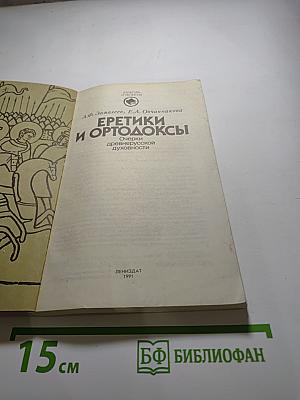 А.Ф. Замалеев, Е.А. Овчинникова
ЕРЕТИКИ
И ОРТОДОКСЫ
Очерки
древнерусской
духовности
ЛЕНИЗДАТ
1991
15 см
БФ БИБЛИОФАН